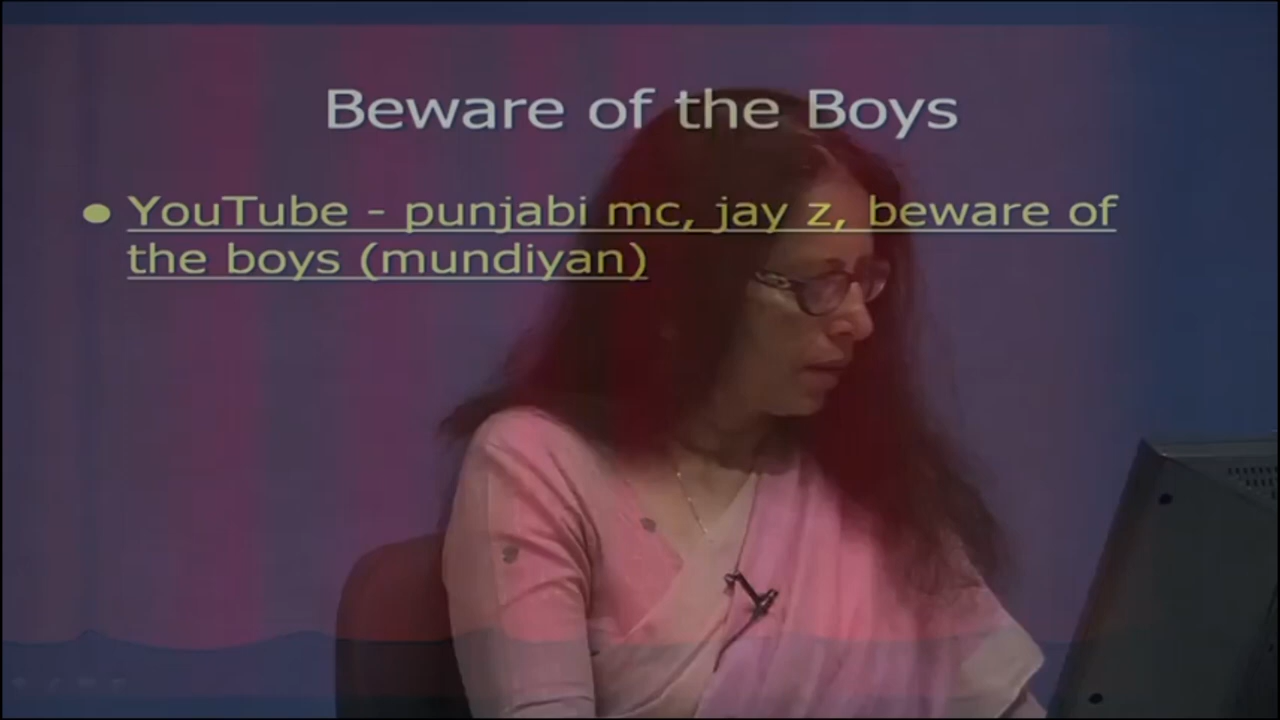 Beware of the Boys
• YouTube - punjabi mc, jay z, beware of
the boys (mundiyan)